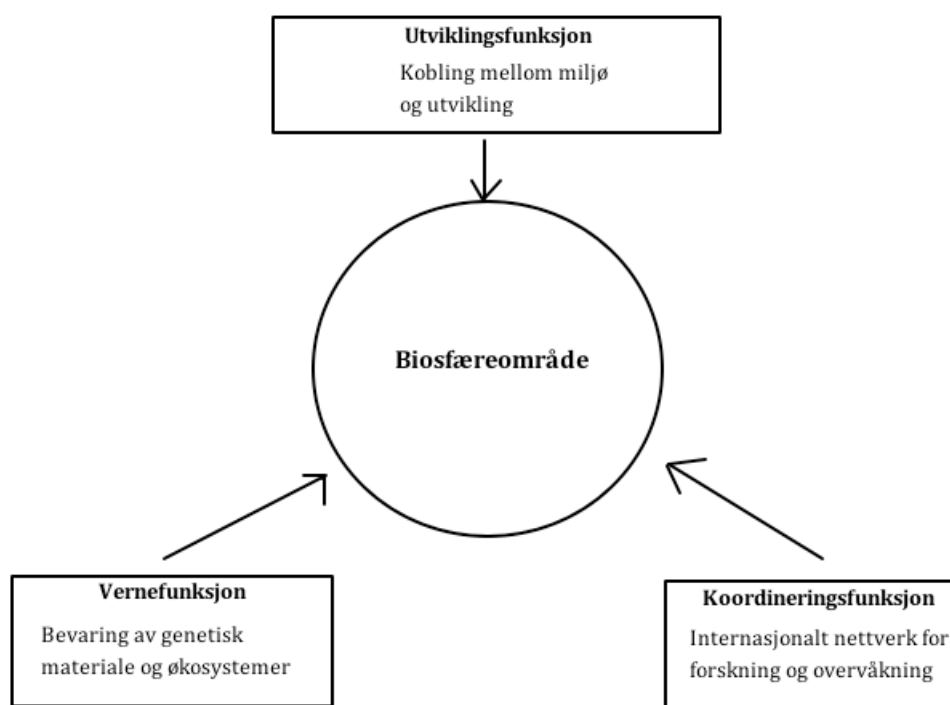 Utviklingsfunksjon
Kobling mellom miljø
og utvikling
Biosfæreområde
Vernefunksjon
Bevaring av genetisk
materiale og økosystemer
Koordineringsfunksjon
Internasjonalt nettverk for
forskning og overvåkning